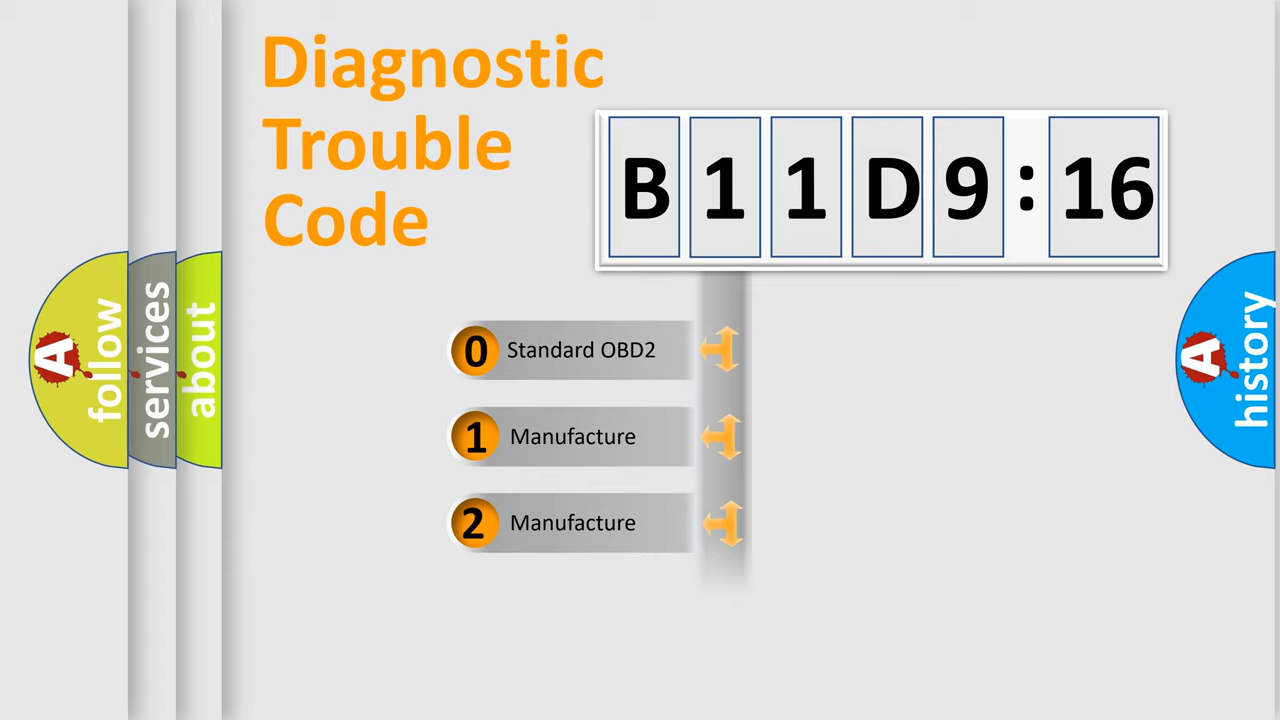 Diagnostic
Trouble
Code
B 1 1 D 9 : 16
0 Standard OBD2
1 Manufacture
2 Manufacture
A follow
services
about
A history